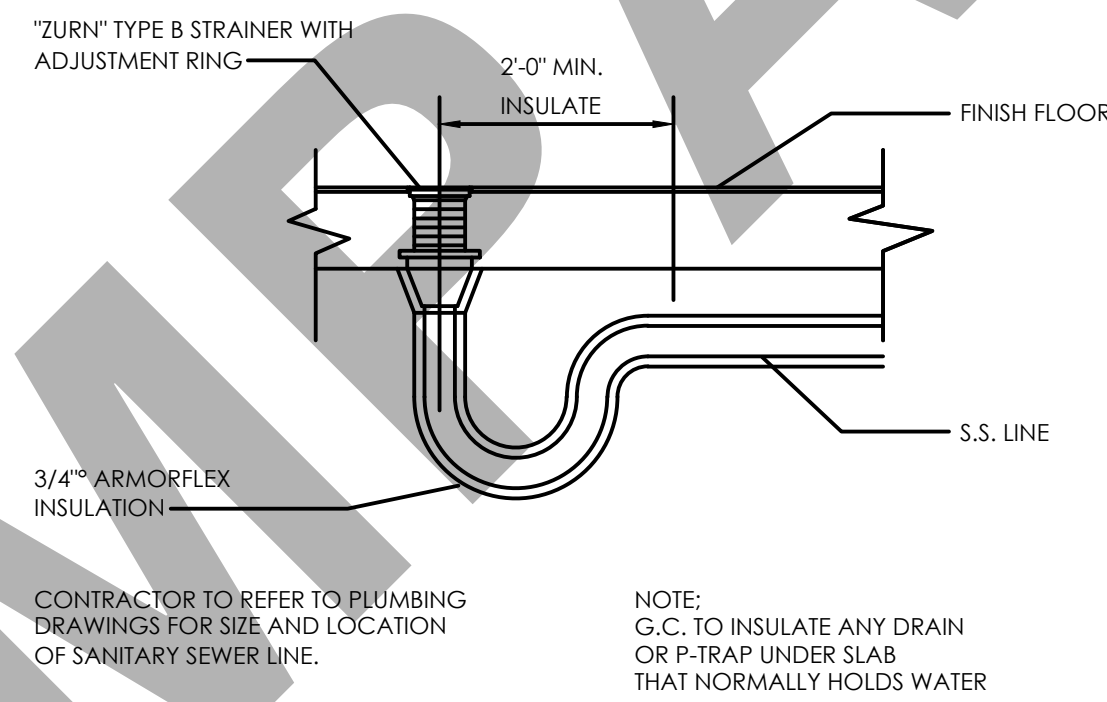 "ZURN" TYPE B STRAINER WITH
ADJUSTMENT RING
2'-0" MIN.
INSULATE
FINISH FLOOR
S.S. LINE
3/4"° ARMORFLEX
INSULATION
CONTRACTOR TO REFER TO PLUMBING
DRAWINGS FOR SIZE AND LOCATION
OF SANITARY SEWER LINE.
NOTE;
G.C. TO INSULATE ANY DRAIN
OR P-TRAP UNDER SLAB
THAT NORMALLY HOLDS WATER